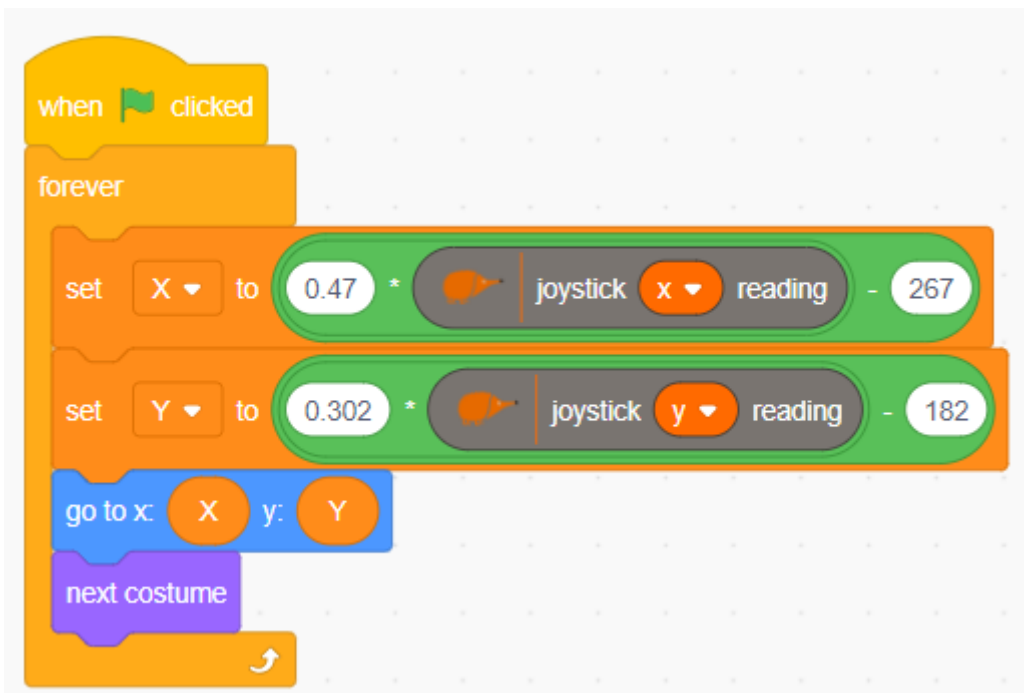 when clicked
forever
set X to 0.47 * joystick x reading - 267
set Y to 0.302 * joystick y reading - 182
go to x: X y: Y
next costume